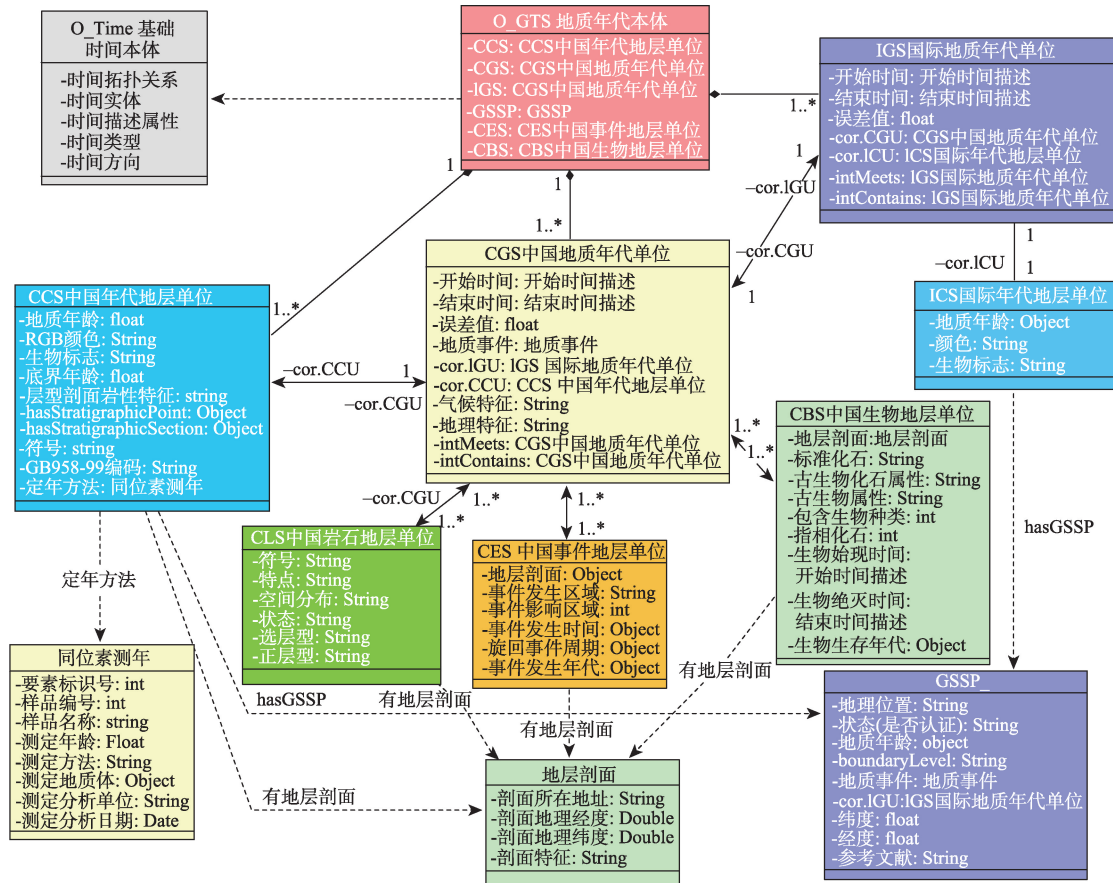 O_Time 基础
时间本体
-时间拓扑关系
-时间实体
-时间描述属性
-时间类型
-时间方向
O_GTS 地质年代本体
-CCS: CCS中国年代地层单位
-CGS: CGS中国地质年代单位
-lGS: CGS中国地质年代单位
-GSSP: GSSP
-CES: CES中国事件地层单位
-CBS: CBS中国生物地层单位
IGS国际地质年代单位
-开始时间: 开始时间描述
-结束时间: 结束时间描述
-误差值: float
-cor.CGU: CGS中国地质年代单位
-cor.lCU: lCS国际年代地层单位
-intMeets: lGS国际地质年代单位
-intContains: lGS国际地质年代单位
1..*
1
1
1
–cor.lGU
1..*
–cor.CGU
1
1
–cor.lCU
1
1..*
CGS中国地质年代单位
-开始时间: 开始时间描述
-结束时间: 结束时间描述
-误差值: float
-地质事件: 地质事件
-cor.lGU: lGS 国际地质年代单位
-cor.CCU: CCS 中国年代地层单位
-气候特征: String
-地理特征: String
-intMeets: CGS中国地质年代单位
-intContains: CGS中国地质年代单位
CCS中国年代地层单位
-地质年龄: float
-RGB颜色: String
-生物标志: String
-底界年龄: float
-层型剖面岩性特征: string
-hasStratigraphicPoint: Object
-hasStratigraphicSection: Object
-符号: string
-GB958-99编码: String
-定年方法: 同位素测年
ICS国际年代地层单位
-地质年龄: Object
-颜色: String
-生物标志: String
–cor.CCU
1
–cor.CGU
CBS中国生物地层单位
-地层剖面:地层剖面
-标准化石: String
-古生物化石属性: String
-古生物属性: String
-包含生物种类: int
-指相化石: int
-生物始现时间:
开始时间描述
-生物绝灭时间:
结束时间描述
-生物生存年代: Object
1..*
1..*
–cor.CGU
1..*
1..*
1..*
1..*
hasGSSP
CLS中国岩石地层单位
-符号: String
-特点: String
-空间分布: String
-状态: String
-选层型: String
-正层型: String
CES 中国事件地层单位
-地层剖面: Object
-事件发生区域: String
-事件影响区域: int
-事件发生时间: Object
-旋回事件周期: Object
-事件发生年代: Object
定年方法
同位素测年
-要素标识号: int
-样品编号: int
-样品名称: string
-测定年龄: Float
-测定方法: String
-测定地质体: Object
-测定分析单位: String
-测定分析日期: Date
hasGSSP
有地层剖面
有地层剖面
有地层剖面
有地层剖面
GSSP_
-地理位置: String
-状态(是否认证): String
-地质年龄: object
-boundaryLevel: String
-地质事件: 地质事件
-cor.lGU:lGS国际地质年代单位
-纬度: float
-经度: float
-参考文献: String
地层剖面
-剖面所在地址: String
-剖面地理经度: Double
-剖面地理纬度: Double
-剖面特征: String